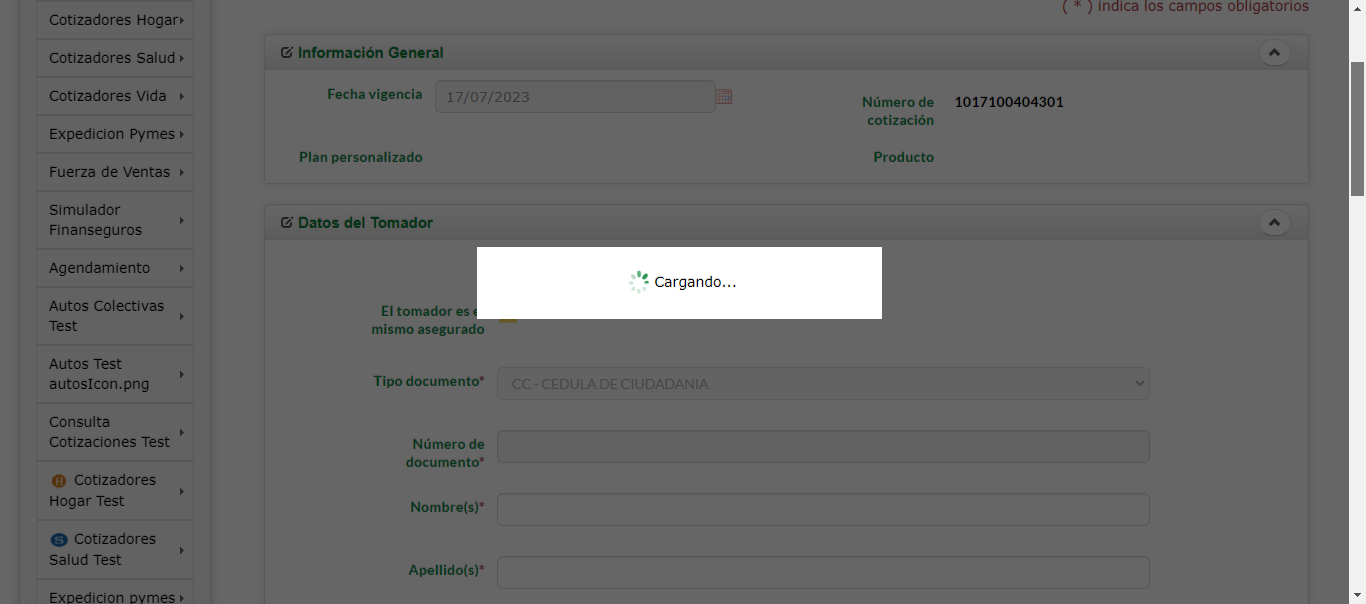 ( * ) indica los campos obligatorios
Cotizadores Hogar
Cotizadores Salud
Cotizadores Vida
Expedicion Pymes
Fuerza de Ventas
Simulador
Finanseguros
Agendamiento
Autos Colectivas
Test
Autos Test
autosIcon.png
Consulta
Cotizaciones Test
H Cotizadores
Hogar Test
S Cotizadores
Salud Test
Expedicion pymes
Información General
Fecha vigencia
17/07/2023
Número de
cotización
1017100404301
Plan personalizado
Producto
Datos del Tomador
Cargando...
El tomador es e
mismo asegurado
Tipo documento*
CC - CEDULA DE CIUDADANIA
Número de
documento*
Nombre(s)*
Apellido(s)*